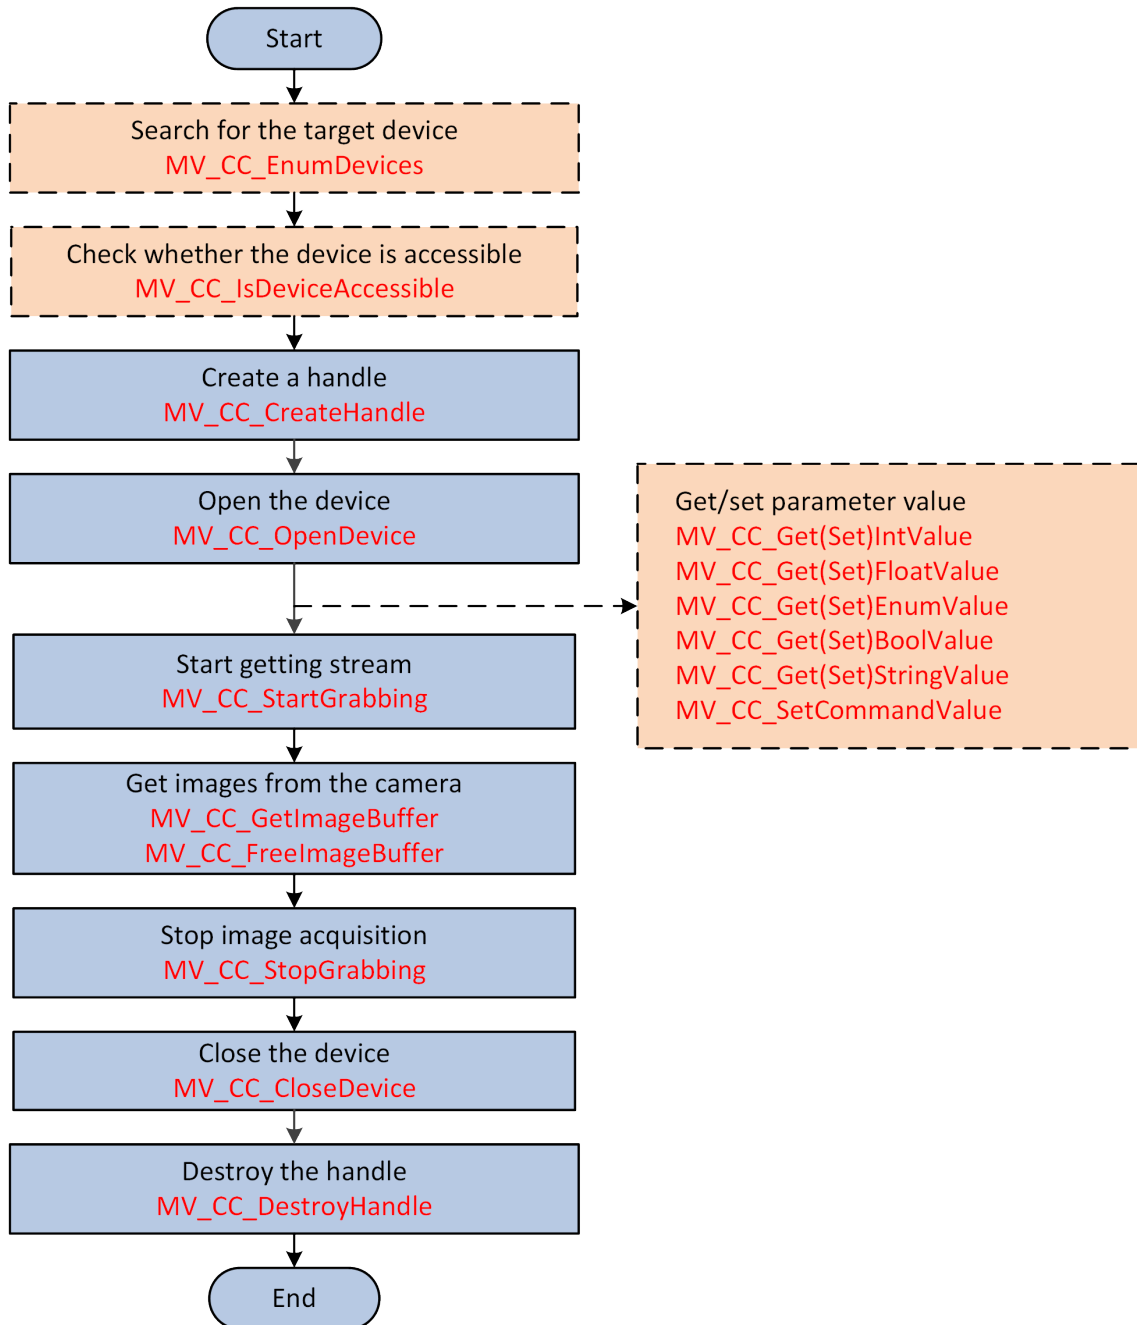 Start
Search for the target device
MV_CC_EnumDevices
Check whether the device is accessible
MV_CC_IsDeviceAccessible
Create a handle
MV_CC_CreateHandle
Open the device
MV_CC_OpenDevice
Get/set parameter value
MV_CC_Get(Set)IntValue
MV_CC_Get(Set)FloatValue
MV_CC_Get(Set)EnumValue
MV_CC_Get(Set)BoolValue
MV_CC_Get(Set)StringValue
MV_CC_SetCommandValue
Start getting stream
MV_CC_StartGrabbing
Get images from the camera
MV_CC_GetImageBuffer
MV_CC_FreeImageBuffer
Stop image acquisition
MV_CC_StopGrabbing
Close the device
MV_CC_CloseDevice
Destroy the handle
MV_CC_DestroyHandle
End